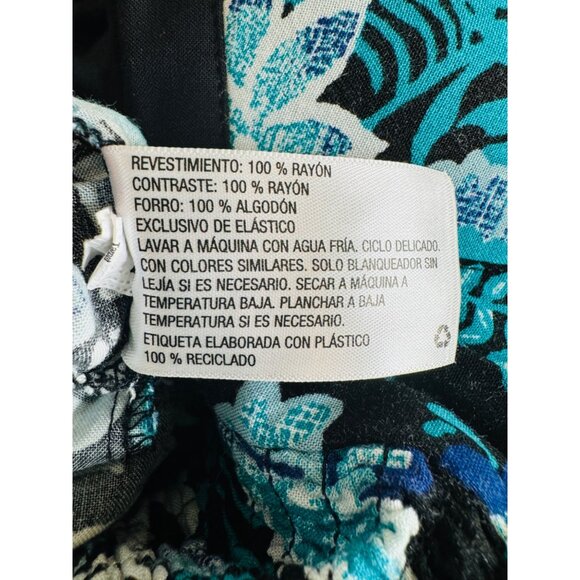 REVESTIMIENTO: 100 % RAYÓN
CONTRASTE: 100 % RAYÓN
FORRO: 100 % ALGODÓN
EXCLUSIVO DE ELÁSTICO
LAVAR A MÁQUINA CON AGUA FRÍA. CICLO DELICADO.
CON COLORES SIMILARES. SOLO BLANQUEADOR SIN
LEJÍA SI ES NECESARIO. SECAR A MÁQUINA A
TEMPERATURA BAJA. PLANCHAR A BAJA
TEMPERATURA SI ES NECESARIO.
ETIQUETA ELABORADA CON PLÁSTICO
100 % RECICLADO